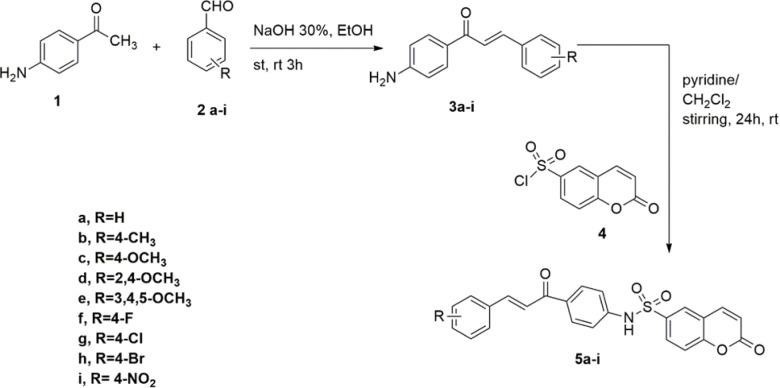 O
CH3
H2N
1
+
CHO
R
2 a-i
NaOH 30%, EtOH
st, rt 3h
O
H2N
R
3a-i
pyridine/
CH2Cl2
stirring, 24h, rt
O
O
S
Cl
O
O
4
a, R=H
b, R=4-CH3
c, R=4-OCH3
d, R=2,4-OCH3
e, R=3,4,5-OCH3
f, R=4-F
g, R=4-Cl
h, R=4-Br
i, R= 4-NO2
O
R
N
H
O
O
S
O
O
5a-i